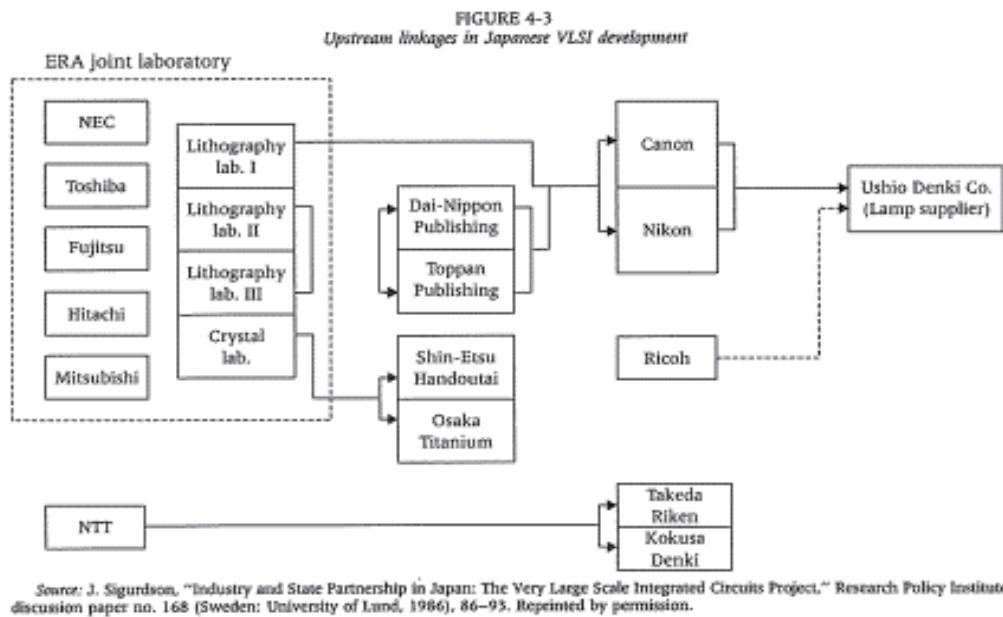 FIGURE 4-3
Upstream linkages in Japanese VLSI development
ERA joint laboratory
NEC
Toshiba
Fujitsu
Hitachi
Mitsubishi
Lithography
lab. I
Lithography
lab. II
Lithography
lab. III
Crystal
lab.
Dai-Nippon
Publishing
Toppan
Publishing
Shin-Etsu
Handoutai
Osaka
Titanium
Canon
Nikon
Ricoh
Ushio Denki Co.
(Lamp supplier)
NTT
Takeda
Riken
Kokusa
Denki
Source: J. Sigurdson, "Industry and State Partnership in Japan: The Very Large Scale Integrated Circuits Project," Research Policy Institute
discussion paper no. 168 (Sweden: University of Lund, 1986), 86–93. Reprinted by permission.